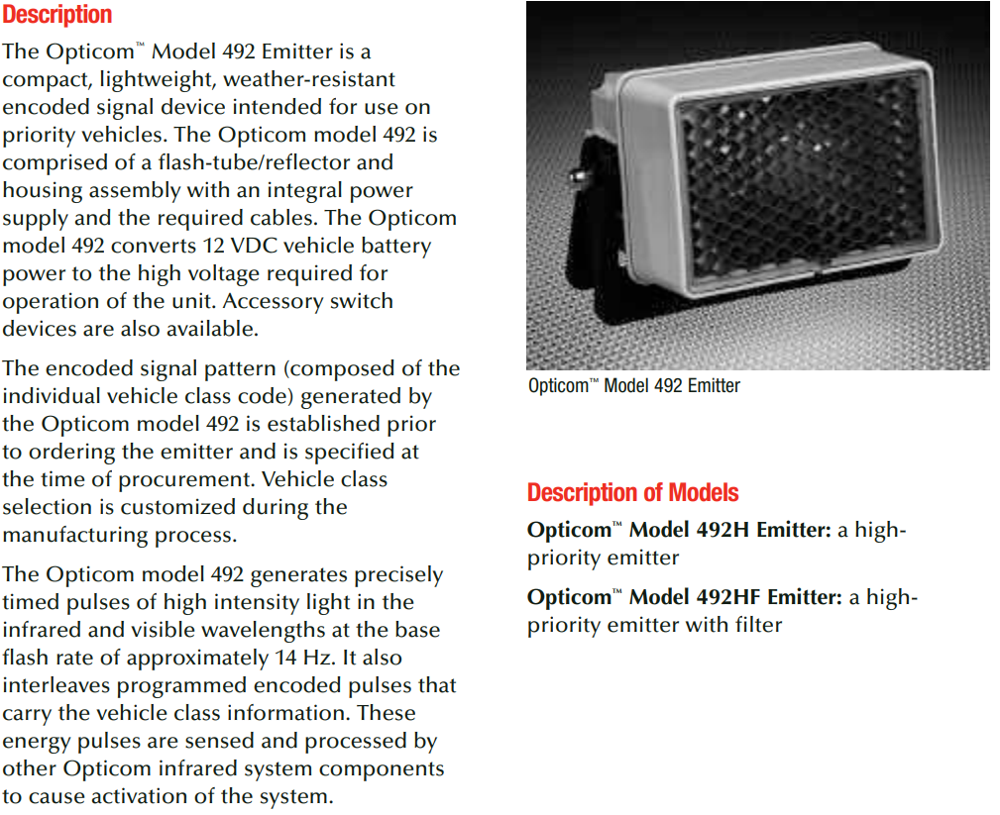 Description
The Opticom™ Model 492 Emitter is a
compact, lightweight, weather-resistant
encoded signal device intended for use on
priority vehicles. The Opticom model 492 is
comprised of a flash-tube/reflector and
housing assembly with an integral power
supply and the required cables. The Opticom
model 492 converts 12 VDC vehicle battery
power to the high voltage required for
operation of the unit. Accessory switch
devices are also available.
The encoded signal pattern (composed of the
individual vehicle class code) generated by
the Opticom model 492 is established prior
to ordering the emitter and is specified at
the time of procurement. Vehicle class
selection is customized during the
manufacturing process.
The Opticom model 492 generates precisely
timed pulses of high intensity light in the
infrared and visible wavelengths at the base
flash rate of approximately 14 Hz. It also
interleaves programmed encoded pulses that
carry the vehicle class information. These
energy pulses are sensed and processed by
other Opticom infrared system components
to cause activation of the system.
Opticom™ Model 492 Emitter
Description of Models
Opticom™ Model 492H Emitter: a high-
priority emitter
Opticom™ Model 492HF Emitter: a high-
priority emitter with filter